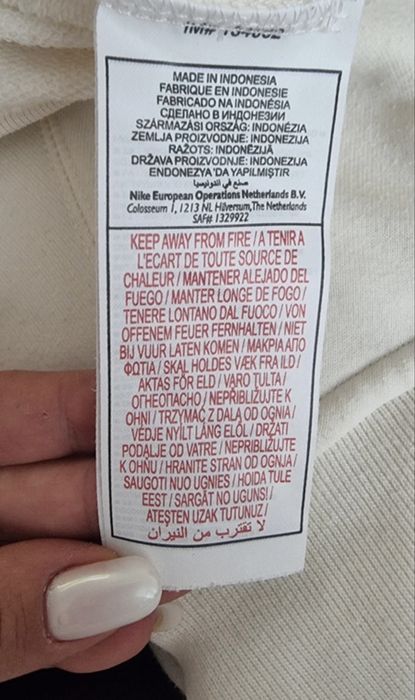 MADE IN INDONESIA
FABRIQUE EN INDONESIE
FABRICADO NA INDONÉSIA
СДЕЛАНО В ИНДОНЕЗИИ
SZÁRMAZÁSI ORSZÁG: INDONÉZIA
ZEMLJA PROIZVODNJE: INDONEZIJA
RAŽOTS: INDONĒZIJĀ
DRŽAVA PROIZVODNJE: INDONEZIJA
ENDONEZYA'DA YAPILMIŞTIR
صنع في اندونيسيا
Nike European Operations Netherlands B.V.
Colosseum 1, 1213 NL Hilversum, The Netherlands
SAF# 1329922
KEEP AWAY FROM FIRE / A TENIR A
L'ECART DE TOUTE SOURCE DE
CHALEUR / MANTENER ALEJADO DEL
FUEGO / MANTER LONGE DE FOGO /
TENERE LONTANO DAL FUOCO / VON
OFFENEM FEUER FERNHALTEN / NIET
BIJ VUUR LATEN KOMEN / ΜΑΚΡΙΑ ΑΠΟ
ΦΩΤΙΑ / SKAL HOLDES VÆK FRA ILD /
AKTAS FÖR ELD / VARO TULTA /
ОГНЕОПАСНО / NEPŘIBLIŽUJTE K
OHNI / TRZYMAĆ Z DALA OD OGNIA /
VÉDJE NYÍLT LÁNG ELŐL / DRŽATI
PODALJE OD VATRE / NEPRIBLIŽUJTE
K OHŇU / HRANITE STRAN OD OGNJA /
SAUGOTI NUO UGNIES / HOIDA TULE
EEST / SARGĀT NO UGUNS! /
ATEŞTEN UZAK TUTUNUZ /
لا تقترب من النيران